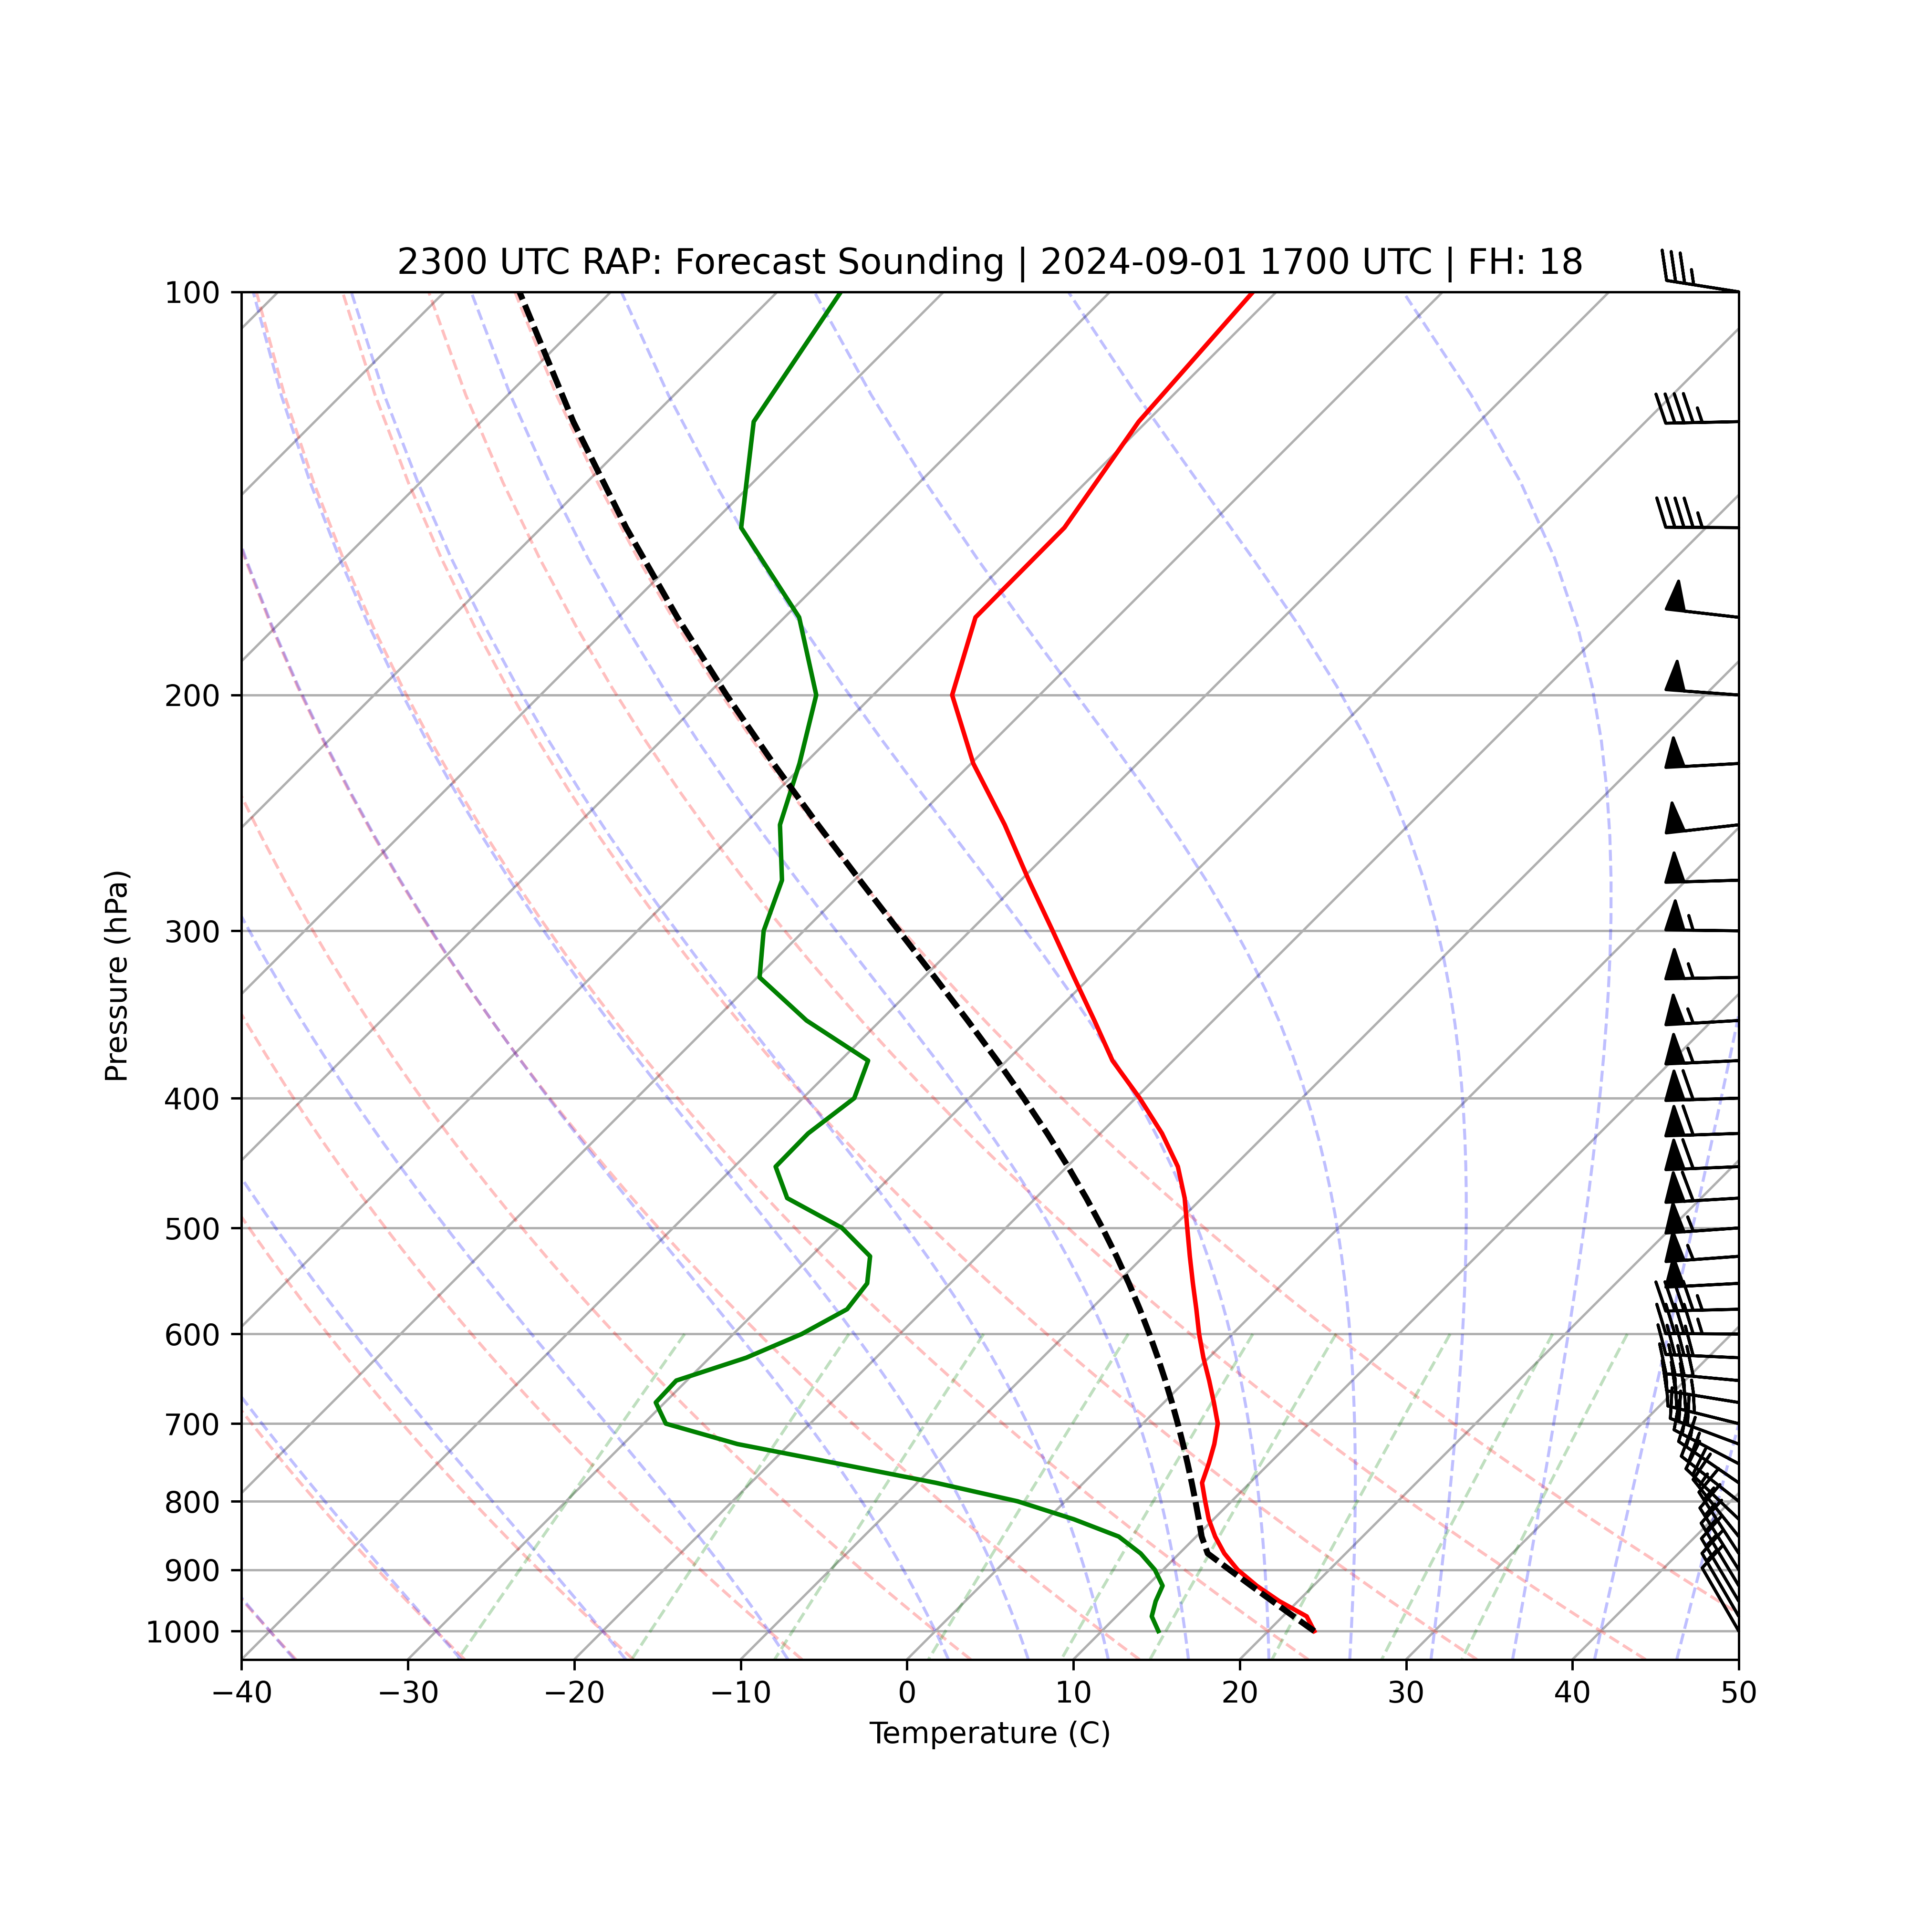 2300 UTC RAP: Forecast Sounding | 2024-09-01 1700 UTC | FH: 18
100
200
300
400
500
600
700
800
900
1000
Pressure (hPa)
−40 −30 −20 −10 0 10 20 30 40 50
Temperature (C)